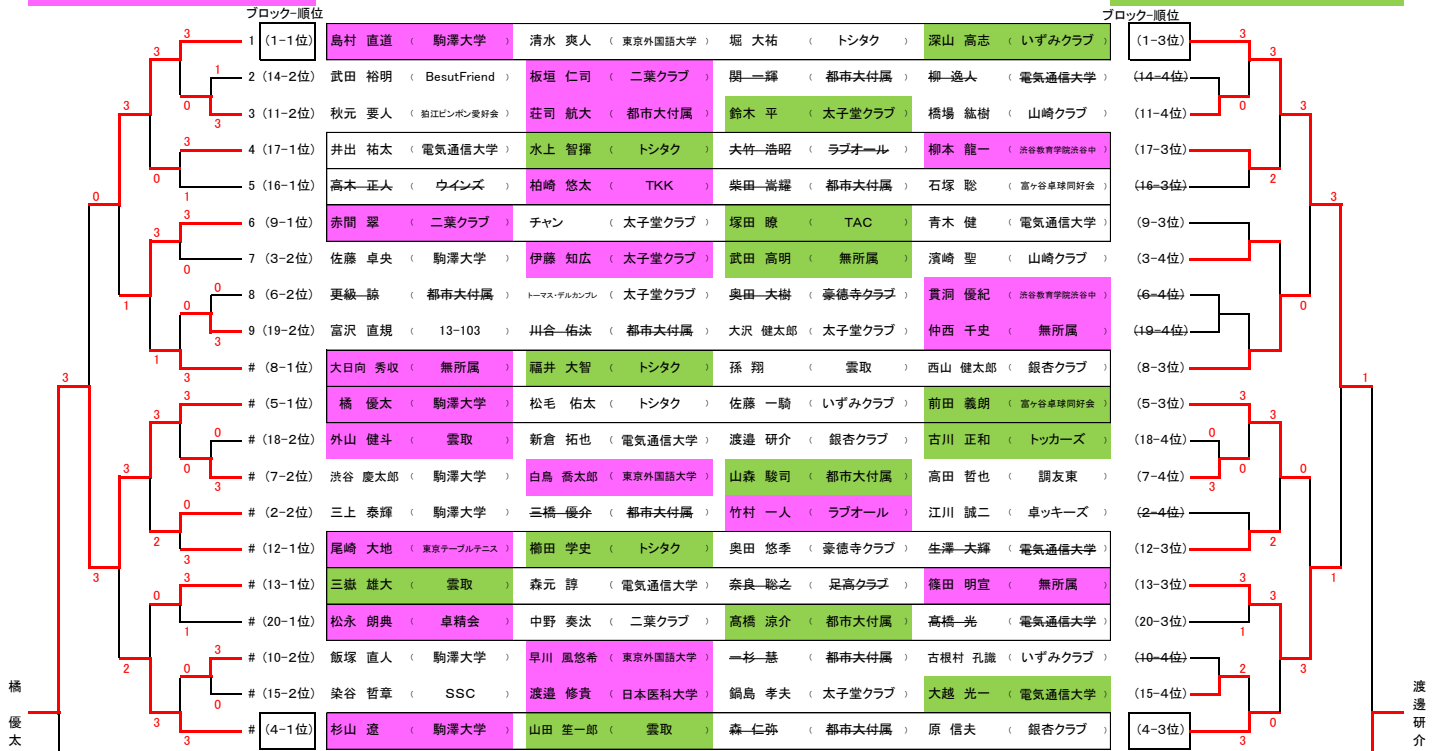 ブロック-順位 ブロック-順位
1 (1-1位) 島村 直道 ( 駒澤大学 ) 清水 爽人 ( 東京外国語大学 ) 堀 大祐 ( トシタク ) 深山 高志 ( いずみクラブ ) (1-3位)
2 (14-2位) 武田 裕明 ( BesutFriend ) 板垣 仁司 ( 二葉クラブ ) 関 一輝 ( 都市大付属 ) 柳 逸人 ( 電気通信大学 ) (14-4位)
3 (11-2位) 秋元 要人 ( 狛江ピンポン愛好会 ) 荘司 航大 ( 都市大付属 ) 鈴木 平 ( 太子堂クラブ ) 橋場 紘樹 ( 山崎クラブ ) (11-4位)
4 (17-1位) 井出 祐太 ( 電気通信大学 ) 水上 智揮 ( トシタク ) 大竹 浩昭 ( ラブオール ) 柳本 龍一 ( 渋谷教育学院渋谷中 ) (17-3位)
5 (16-1位) 高木 正人 ( ウインズ ) 柏崎 悠太 ( TKK ) 柴田 嵩耀 ( 都市大付属 ) 石塚 聡 ( 富ヶ谷卓球同好会 ) (16-3位)
6 (9-1位) 赤間 翠 ( 二葉クラブ ) チャン ( 太子堂クラブ ) 塚田 瞭 ( TAC ) 青木 健 ( 電気通信大学 ) (9-3位)
7 (3-2位) 佐藤 卓央 ( 駒澤大学 ) 伊藤 知広 ( 太子堂クラブ ) 武田 高明 ( 無所属 ) 濱崎 聖 ( 山崎クラブ ) (3-4位)
8 (6-2位) 更級 諒 ( 都市大付属 ) トーマス・デルカンブレ ( 太子堂クラブ ) 奥田 大樹 ( 豪徳寺クラブ ) 貫洞 優紀 ( 渋谷教育学院渋谷中 ) (6-4位)
9 (19-2位) 富沢 直規 ( 13-103 ) 川合 佑汰 ( 都市大付属 ) 大沢 健太郎 ( 太子堂クラブ ) 仲西 千史 ( 無所属 ) (19-4位)
# (8-1位) 大日向 秀収 ( 無所属 ) 福井 大智 ( トシタク ) 孫 翔 ( 雲取 ) 西山 健太郎 ( 銀杏クラブ ) (8-3位)
# (5-1位) 橘 優太 ( 駒澤大学 ) 松毛 佑太 ( トシタク ) 佐藤 一騎 ( いずみクラブ ) 前田 義朗 ( 富ヶ谷卓球同好会 ) (5-3位)
# (18-2位) 外山 健斗 ( 雲取 ) 新倉 拓也 ( 電気通信大学 ) 渡邉 研介 ( 銀杏クラブ ) 古川 正和 ( トッカーズ ) (18-4位)
# (7-2位) 渋谷 慶太郎 ( 駒澤大学 ) 白鳥 喬太郎 ( 東京外国語大学 ) 山森 駿司 ( 都市大付属 ) 高田 哲也 ( 調友東 ) (7-4位)
# (2-2位) 三上 泰輝 ( 駒澤大学 ) 三橋 優介 ( 都市大付属 ) 竹村 一人 ( ラブオール ) 江川 誠二 ( 卓ッキーズ ) (2-4位)
# (12-1位) 尾崎 大地 ( 東京テーブルテニス ) 櫛田 学史 ( トシタク ) 奥田 悠季 ( 豪徳寺クラブ ) 生澤 大輝 ( 電気通信大学 ) (12-3位)
# (13-1位) 三嶽 雄大 ( 雲取 ) 森元 諄 ( 電気通信大学 ) 奈良 聡之 ( 足高クラブ ) 篠田 明宣 ( 無所属 ) (13-3位)
# (20-1位) 松永 朗典 ( 卓精会 ) 中野 奏汰 ( 二葉クラブ ) 髙橋 涼介 ( 都市大付属 ) 高橋 光 ( 電気通信大学 ) (20-3位)
# (10-2位) 飯塚 直人 ( 駒澤大学 ) 早川 風悠希 ( 東京外国語大学 ) 一杉 慧 ( 都市大付属 ) 古根村 孔識 ( いずみクラブ ) (10-4位)
# (15-2位) 染谷 哲章 ( SSC ) 渡邉 修貴 ( 日本医科大学 ) 鍋島 孝夫 ( 太子堂クラブ ) 大越 光一 ( 電気通信大学 ) (15-4位)
# (4-1位) 杉山 遼 ( 駒澤大学 ) 山田 笙一郎 ( 雲取 ) 森 仁弥 ( 都市大付属 ) 原 信夫 ( 銀杏クラブ ) (4-3位)
橘 優太
渡邊研介